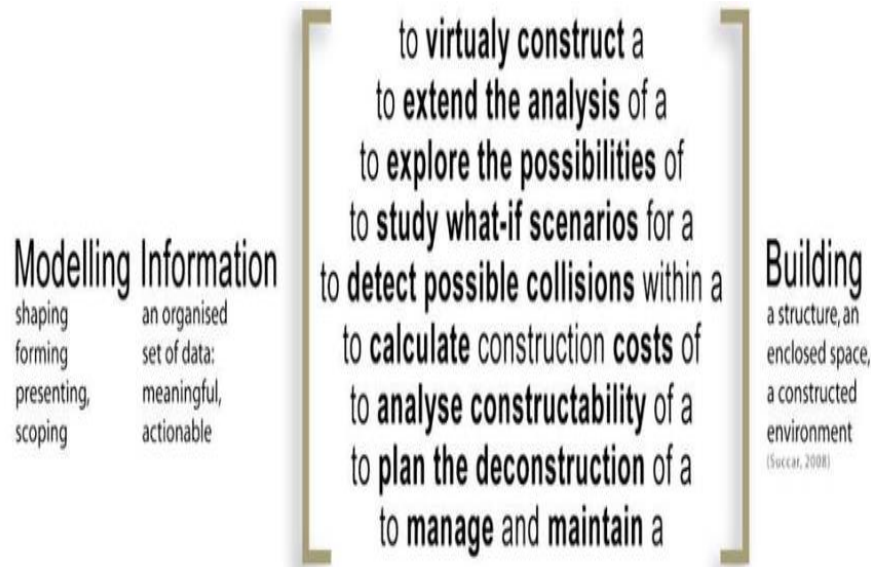 Modelling
shaping
forming
presenting,
scoping
Information
an organised
set of data:
meaningful,
actionable
to virtualy construct a
to extend the analysis of a
to explore the possibilities of
to study what-if scenarios for a
to detect possible collisions within a
to calculate construction costs of
to analyse constructability of a
to plan the deconstruction of a
to manage and maintain a
Building
a structure, an
enclosed space,
a constructed
environment
(Succar, 2008)